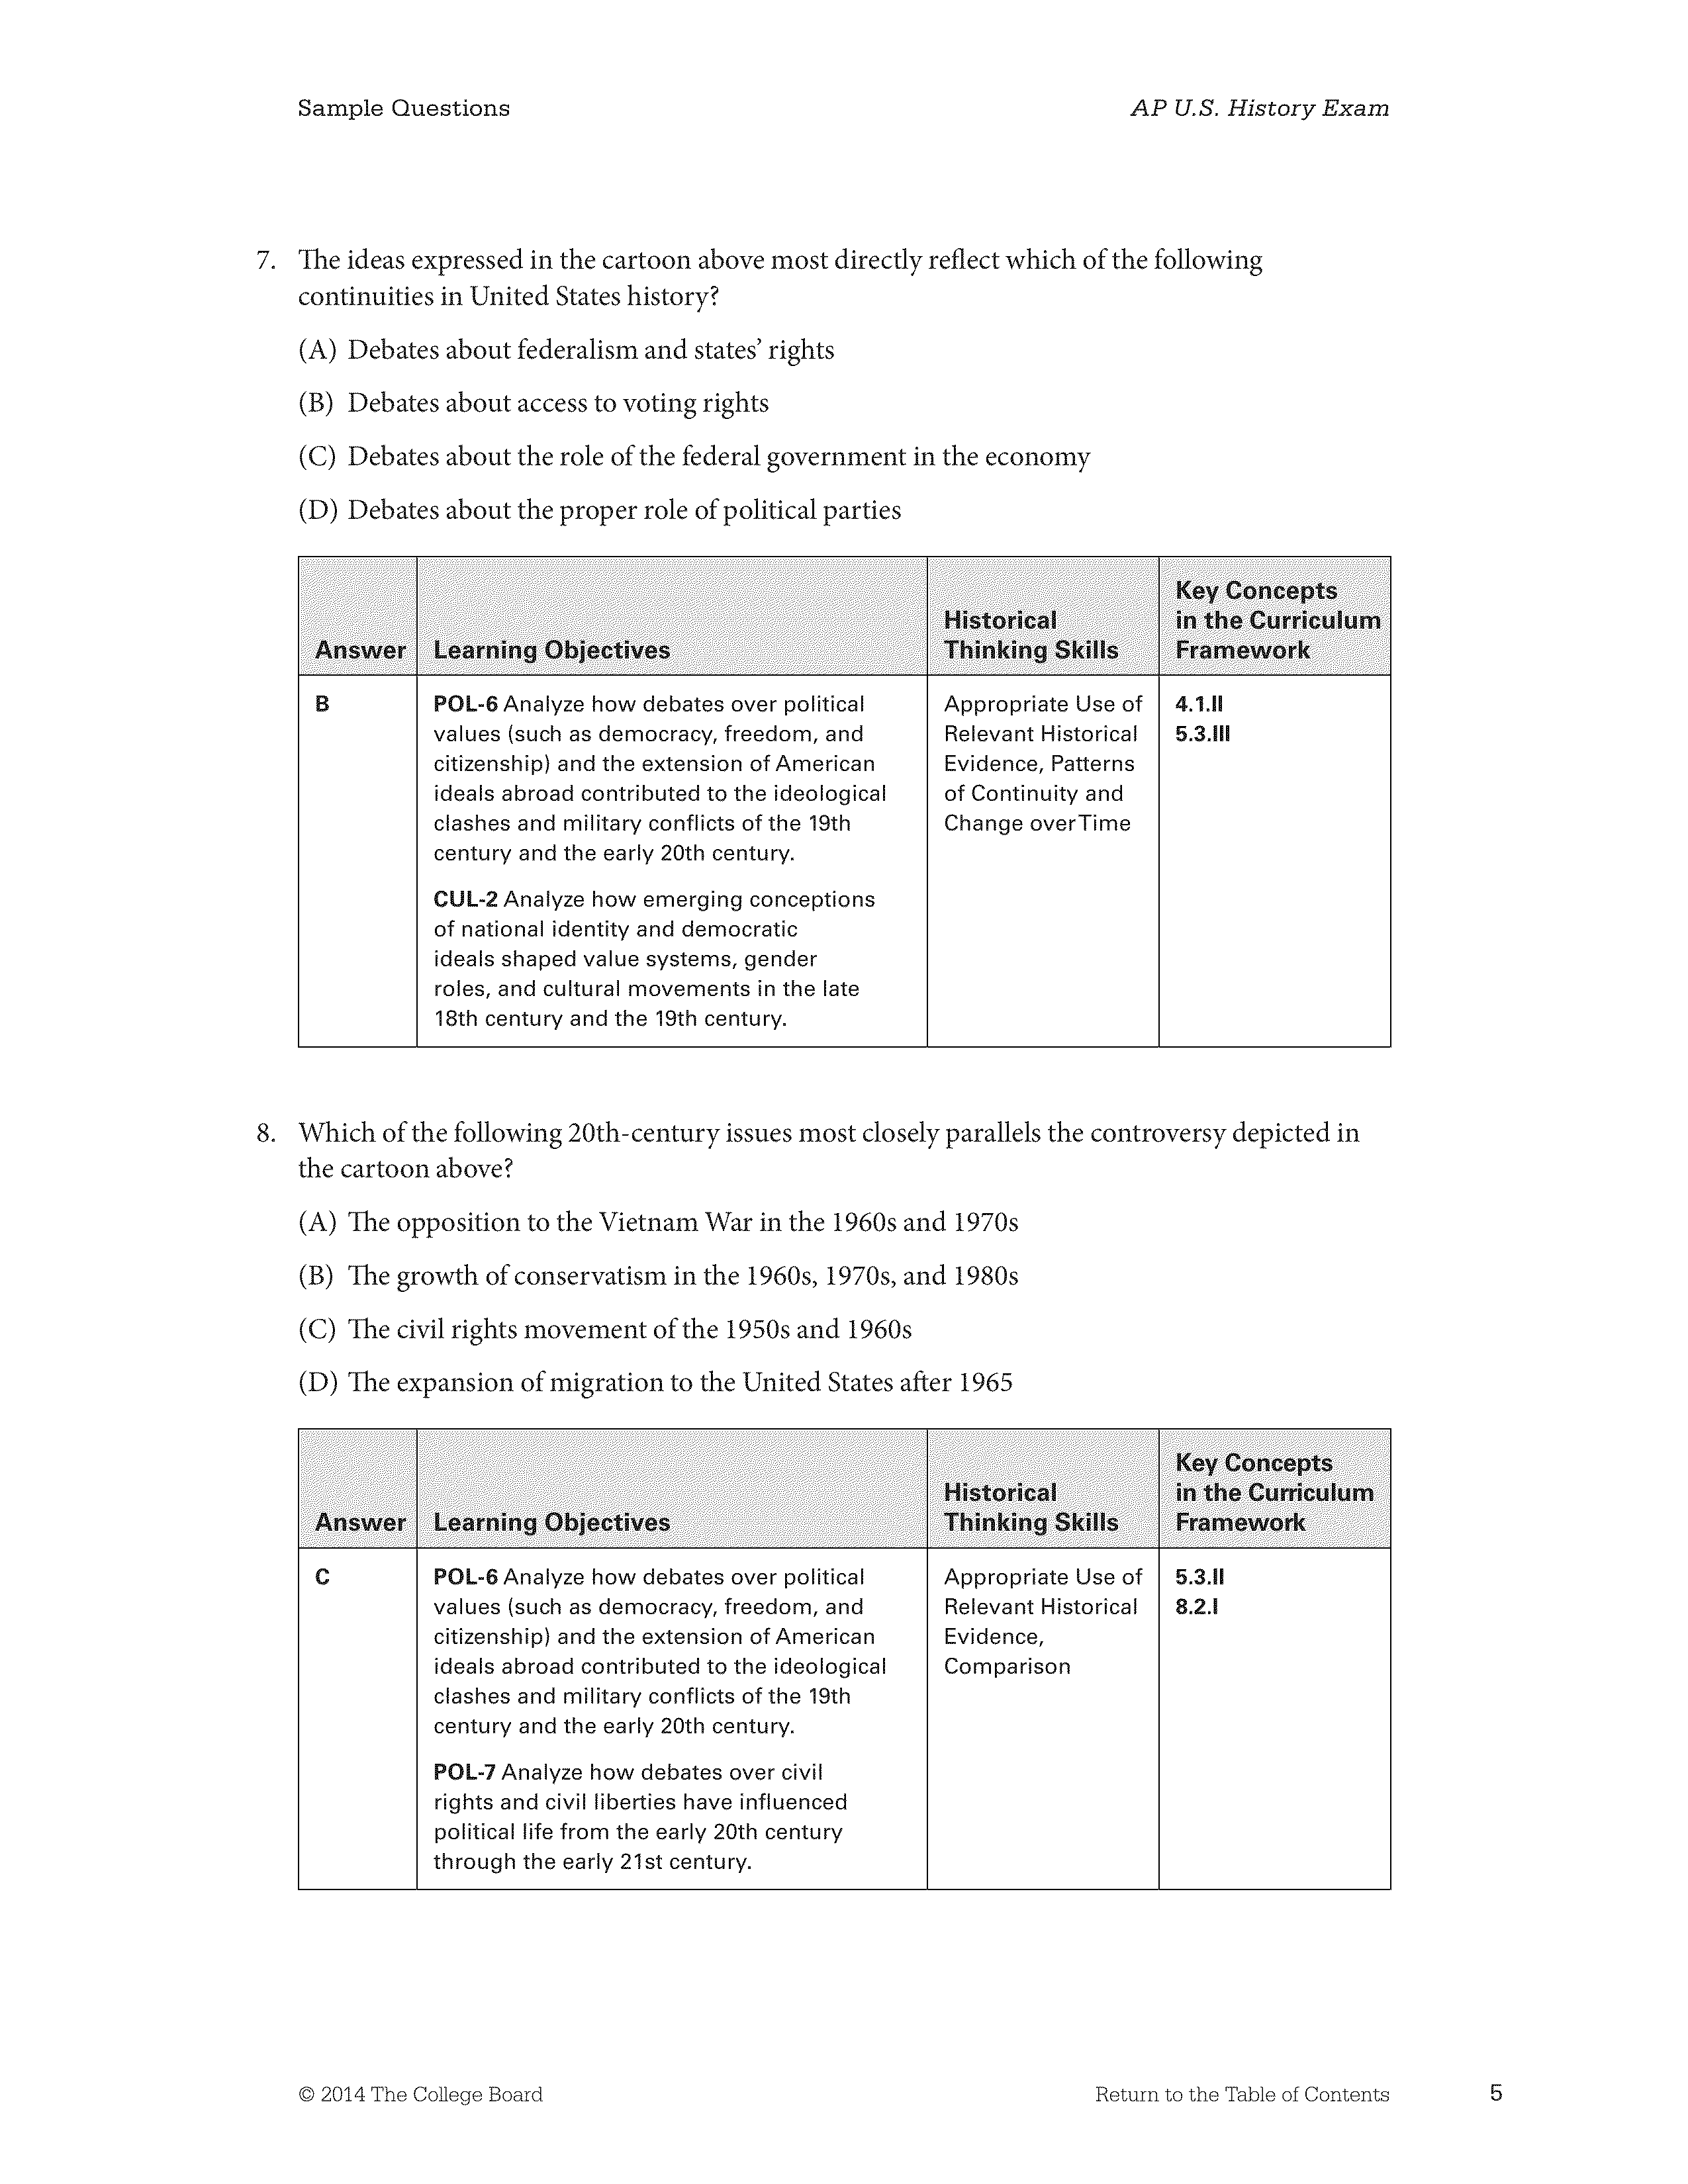 Sample Questions
AP U.S. History Exam
7. The ideas expressed in the cartoon above most directly reflect which of the following
continuities in United States history?
(A) Debates about federalism and states’ rights
(B) Debates about access to voting rights
(C) Debates about the role of the federal government in the economy
(D) Debates about the proper role of political parties
Answer
Learning Objectives
Historical
Thinking Skills
Key Concepts
in the Curriculum
Framework
B
POL-6 Analyze how debates over political
values (such as democracy, freedom, and
citizenship) and the extension of American
ideals abroad contributed to the ideological
clashes and military conflicts of the 19th
century and the early 20th century.
CUL-2 Analyze how emerging conceptions
of national identity and democratic
ideals shaped value systems, gender
roles, and cultural movements in the late
18th century and the 19th century.
Appropriate Use of
Relevant Historical
Evidence, Patterns
of Continuity and
Change over Time
4.1.II
5.3.III
8. Which of the following 20th-century issues most closely parallels the controversy depicted in
the cartoon above?
(A) The opposition to the Vietnam War in the 1960s and 1970s
(B) The growth of conservatism in the 1960s, 1970s, and 1980s
(C) The civil rights movement of the 1950s and 1960s
(D) The expansion of migration to the United States after 1965
Answer
Learning Objectives
Historical
Thinking Skills
Key Concepts
in the Curriculum
Framework
C
POL-6 Analyze how debates over political
values (such as democracy, freedom, and
citizenship) and the extension of American
ideals abroad contributed to the ideological
clashes and military conflicts of the 19th
century and the early 20th century.
POL-7 Analyze how debates over civil
rights and civil liberties have influenced
political life from the early 20th century
through the early 21st century.
Appropriate Use of
Relevant Historical
Evidence,
Comparison
5.3.II
8.2.I
© 2014 The College Board
Return to the Table of Contents
5